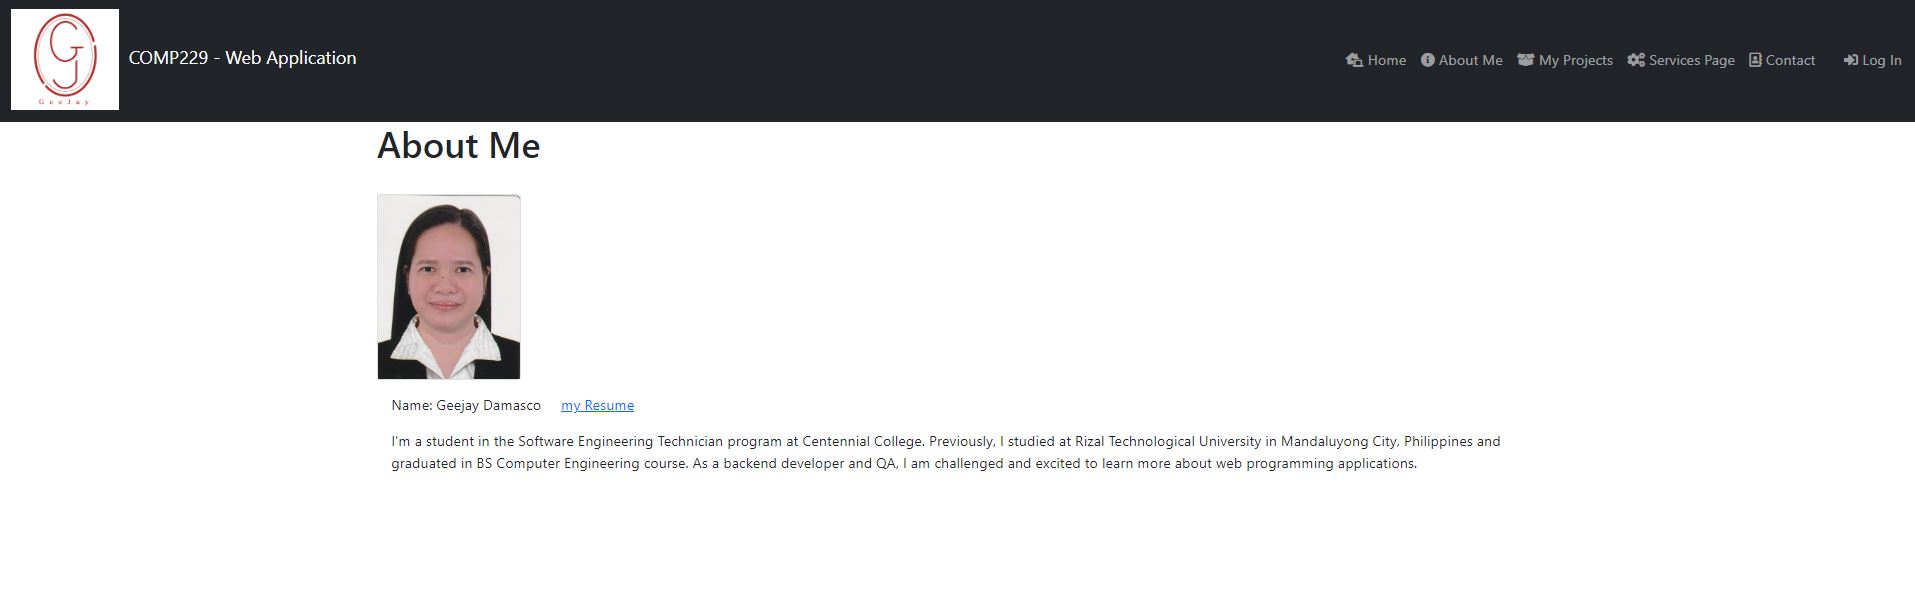 GJ
GeeJay
COMP229 - Web Application
Home
About Me
My Projects
Services Page
Contact
Log In
About Me
Name: Geejay Damasco
my Resume
I'm a student in the Software Engineering Technician program at Centennial College. Previously, I studied at Rizal Technological University in Mandaluyong City, Philippines and
graduated in BS Computer Engineering course. As a backend developer and QA, I am challenged and excited to learn more about web programming applications.